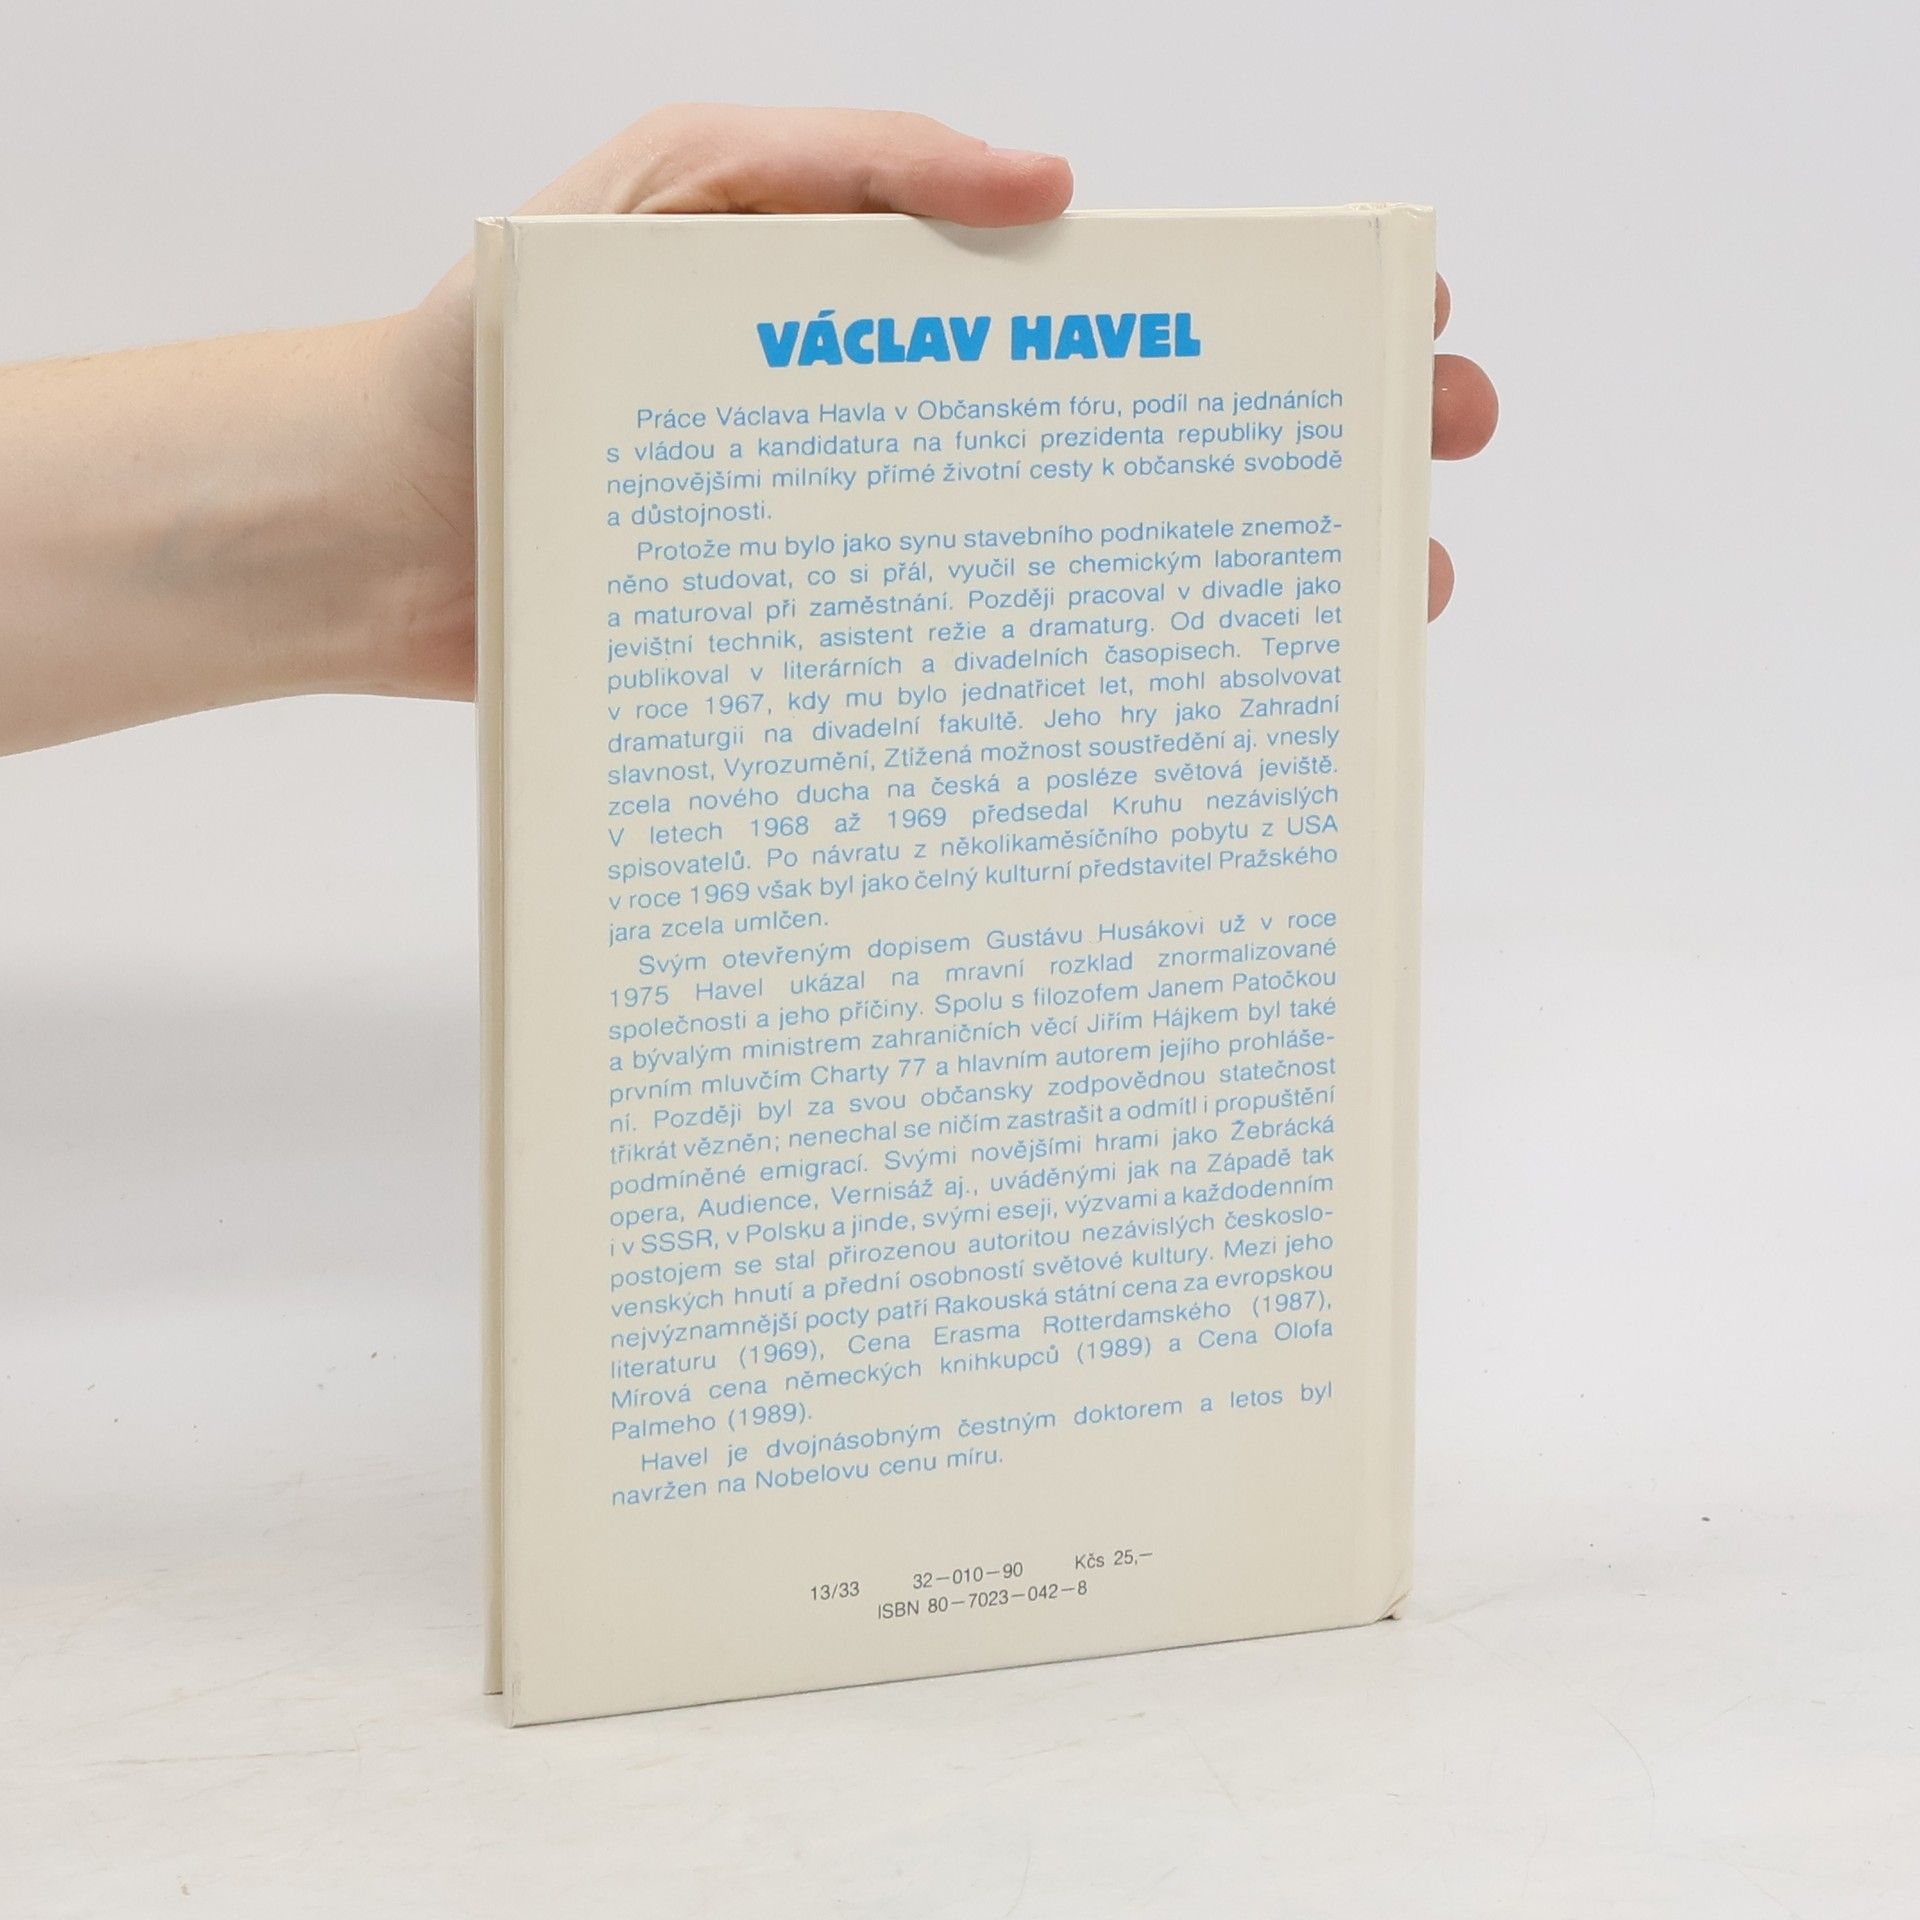 VÁCLAV HAVEL
Práce Václava Havla v Občanském fóru, podíl na jednáních
s vládou a kandidatura na funkci prezidenta republiky jsou
nejnovějšími milníky přímé životní cesty k občanské svobodě
a důstojnosti.
Protože mu bylo jako synu stavebního podnikatele znemož-
něno studovat, co si přál, vyučil se chemickým laborantem
a maturoval při zaměstnání. Později pracoval v divadle jako
jevištní technik, asistent režie a dramaturg. Od dvaceti let
publikoval v literárních a divadelních časopisech. Teprve
v roce 1967, kdy mu bylo jednatřicet let, mohl absolvovat
dramaturgii na divadelní fakultě. Jeho hry jako Zahradní
slavnost, Vyrozumění, Ztížená možnost soustředění aj. vnesly
zcela nového ducha na česká a posléze světová jeviště.
V letech 1968 až 1969 předsedal Kruhu nezávislých
spisovatelů. Po návratu z několikaměsíčního pobytu z USA
v roce 1969 však byl jako čelný kulturní představitel Pražského
jara zcela umlčen.
Svým otevřeným dopisem Gustávu Husákovi už v roce
1975 Havel ukázal na mravní rozklad znormalizované
společnosti a jeho příčiny. Spolu s filozofem Janem Patočkou
a bývalým ministrem zahraničních věcí Jiřím Hájkem byl také
prvním mluvčím Charty 77 a hlavním autorem jejího prohláše-
ní. Později byl za svou občansky zodpovědnou statečnost
třikrát vězněn; nenechal se ničím zastrašit a odmítl i propuštění
podmíněné emigrací. Svými novějšími hrami jako Žebrácká
opera, Audience, Vernisáž aj., uváděnými jak na Západě tak
i v SSSR, v Polsku a jinde, svými eseji, výzvami a každodenním
postojem se stal přirozenou autoritou nezávislých českoslo-
venských hnutí a přední osobností světové kultury. Mezi jeho
nejvýznamnější pocty patří Rakouská státní cena za evropskou
literaturu (1969), Cena Erasma Rotterdamského (1987),
Mírová cena německých knihkupců (1989) a Cena Olofa
Palmeho (1989).
Havel je dvojnásobným čestným doktorem a letos byl
navržen na Nobelovu cenu míru.
13/33 32—010—90 Kčs 25,—
ISBN 80—7023—042—8